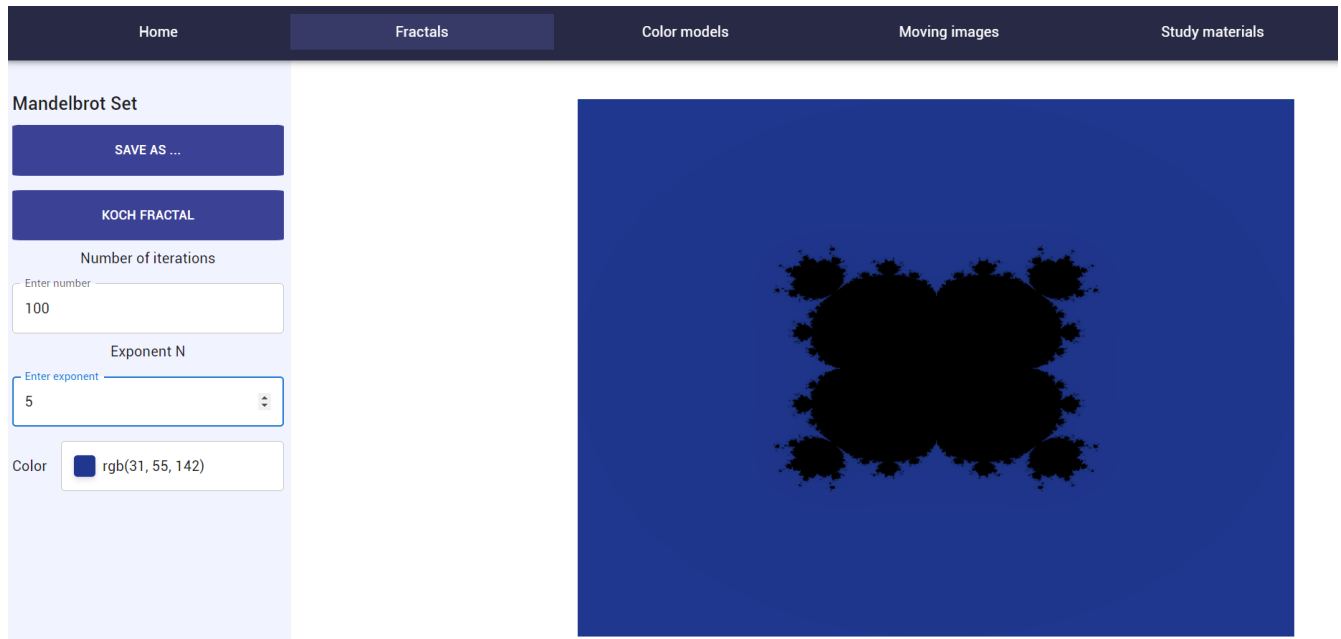 Home Fractals Color models Moving images Study materials
Mandelbrot Set
SAVE AS ...
KOCH FRACTAL
Number of iterations
Enter number
100
Exponent N
Enter exponent
5
Color rgb(31, 55, 142)